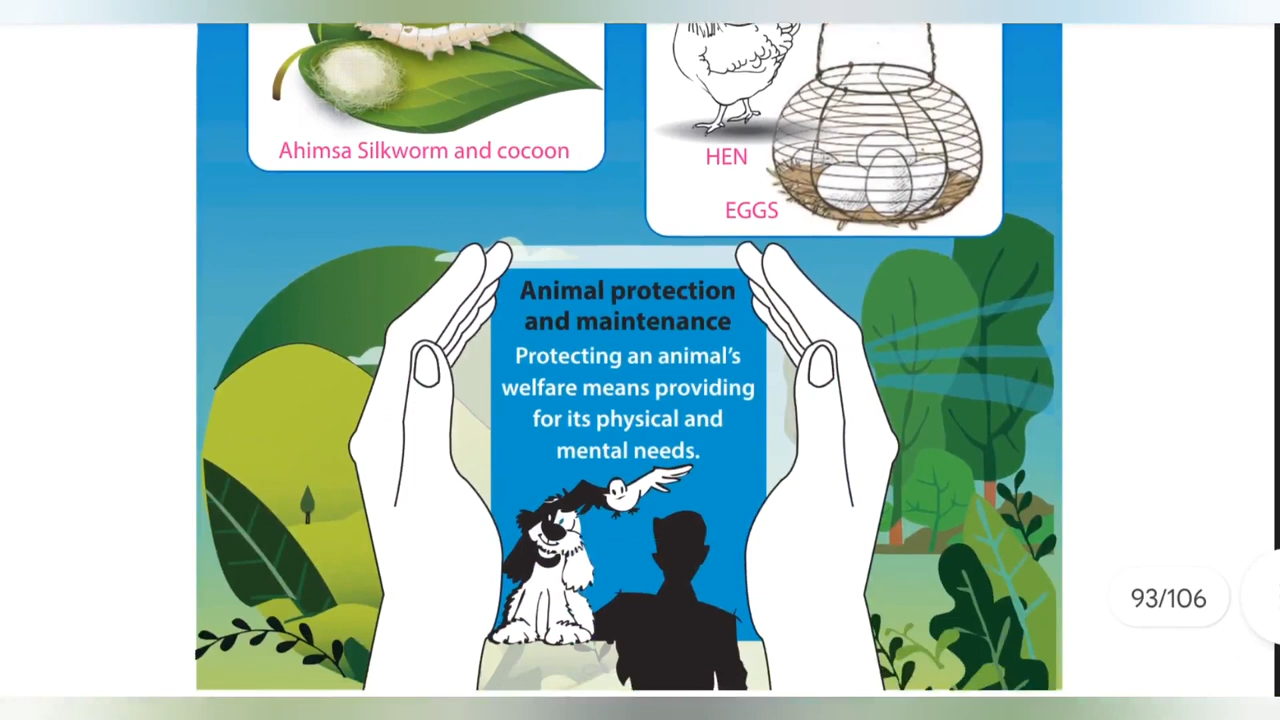 Ahimsa Silkworm and cocoon
HEN
EGGS
Animal protection
and maintenance
Protecting an animal's
welfare means providing
for its physical and
mental needs.
93/106